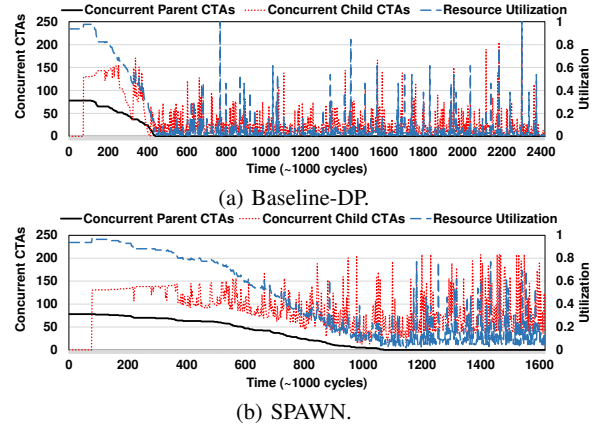 Concurrent Parent CTAs Concurrent Child CTAs Resource Utilization
Concurrent CTAs
250
200
150
100
50
0
1
0.8
0.6
0.4
0.2
0
Utilization
0 200 400 600 800 1000 1200 1400 1600 1800 2000 2200 2400
Time (~1000 cycles)
(a) Baseline-DP.
Concurrent Parent CTAs Concurrent Child CTAs Resource Utilization
Concurrent CTAs
250
200
150
100
50
0
1
0.8
0.6
0.4
0.2
0
Utilization
0 200 400 600 800 1000 1200 1400 1600
Time (~1000 cycles)
(b) SPAWN.